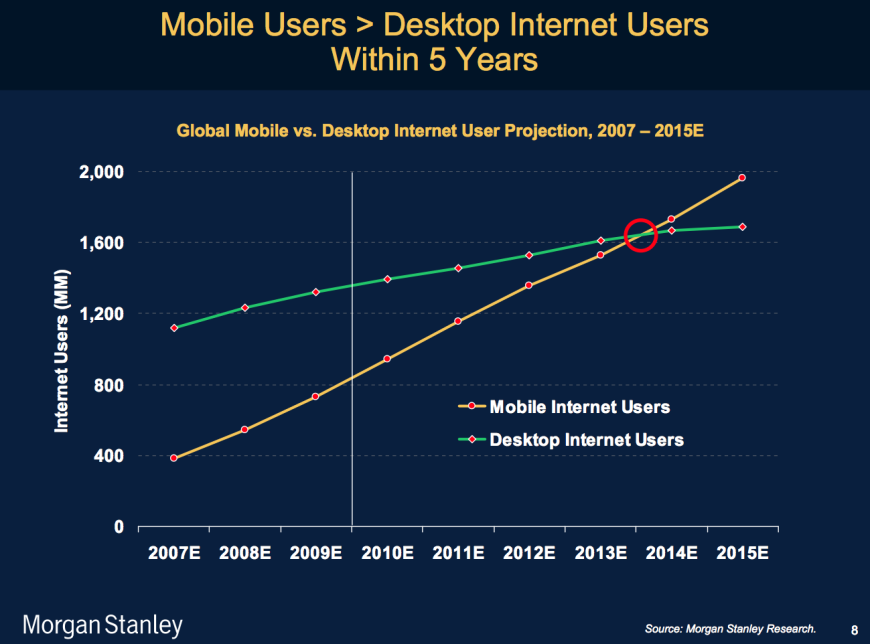 Mobile Users > Desktop Internet Users
Within 5 Years
Global Mobile vs. Desktop Internet User Projection, 2007 – 2015E
2,000
1,600
1,200
800
400
0
Internet Users (MM)
Mobile Internet Users
Desktop Internet Users
2007E 2008E 2009E 2010E 2011E 2012E 2013E 2014E 2015E
Morgan Stanley
Source: Morgan Stanley Research.
8